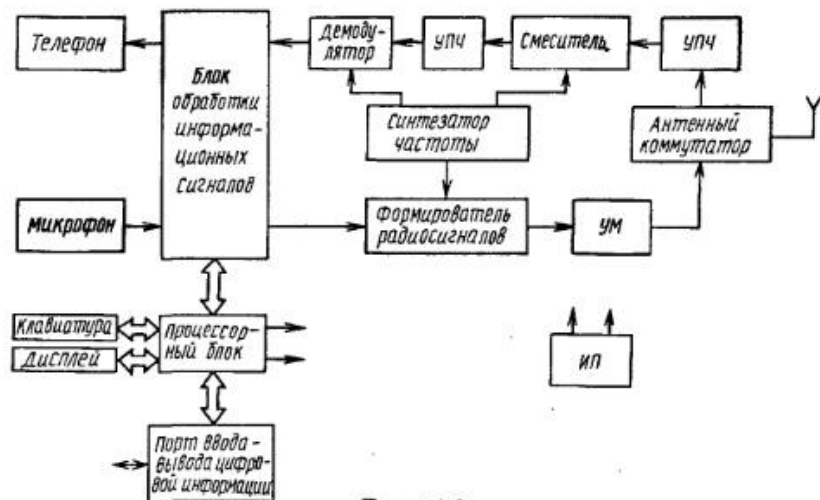 Телефон
Блок
обработки
информа-
ционных
сигналов
Демоду-
лятор
УПЧ
Смеситель
УПЧ
Синтезатор
частоты
Антенный
коммутатор
Микрофон
Формирователь
радиосигналов
УМ
Клавиатура
Дисплей
Процессор-
ный блок
ИП
Порт ввода-
вывода цифро-
вой информации